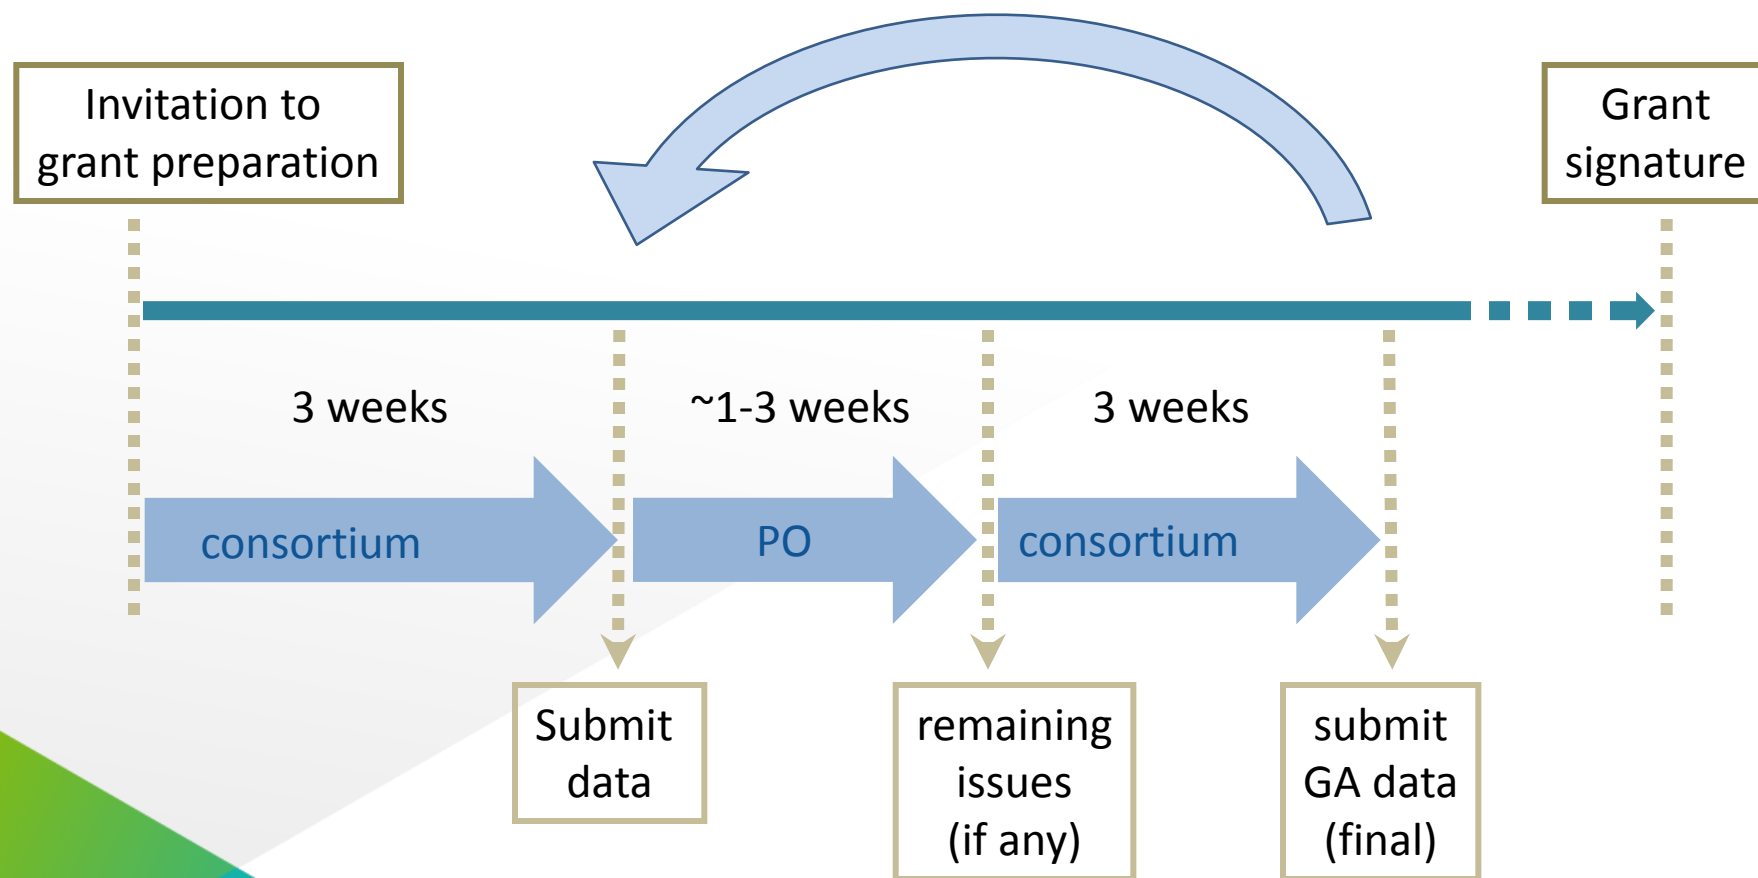 Invitation to
grant preparation
Grant
signature
3 weeks
~1-3 weeks
3 weeks
consortium
PO
consortium
Submit
data
remaining
issues
(if any)
submit
GA data
(final)